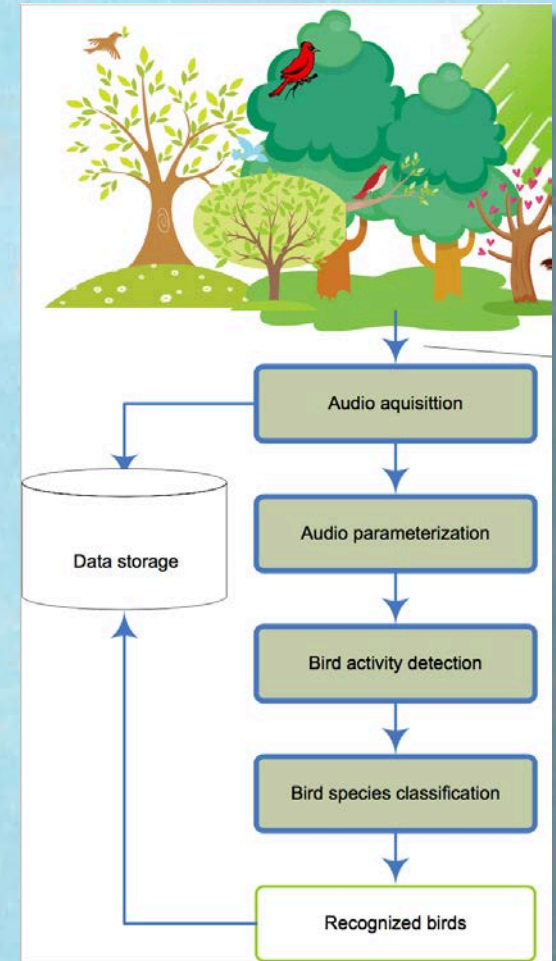 Audio aquisittion
Audio parameterization
Data storage
Bird activity detection
Bird species classification
Recognized birds